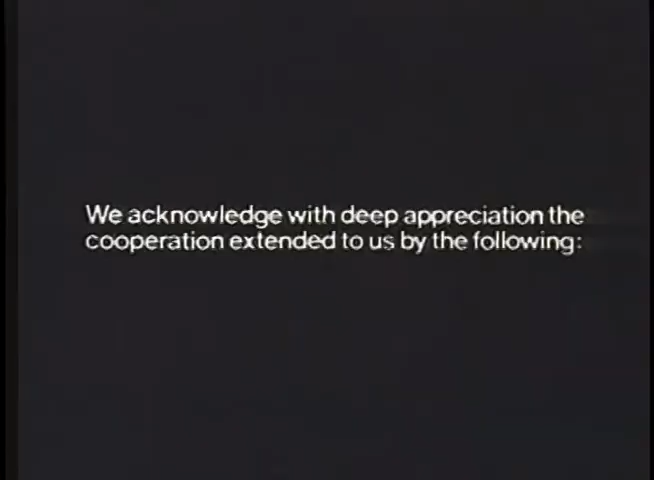 We acknowledge with deep appreciation the
cooperation extended to us by the following: